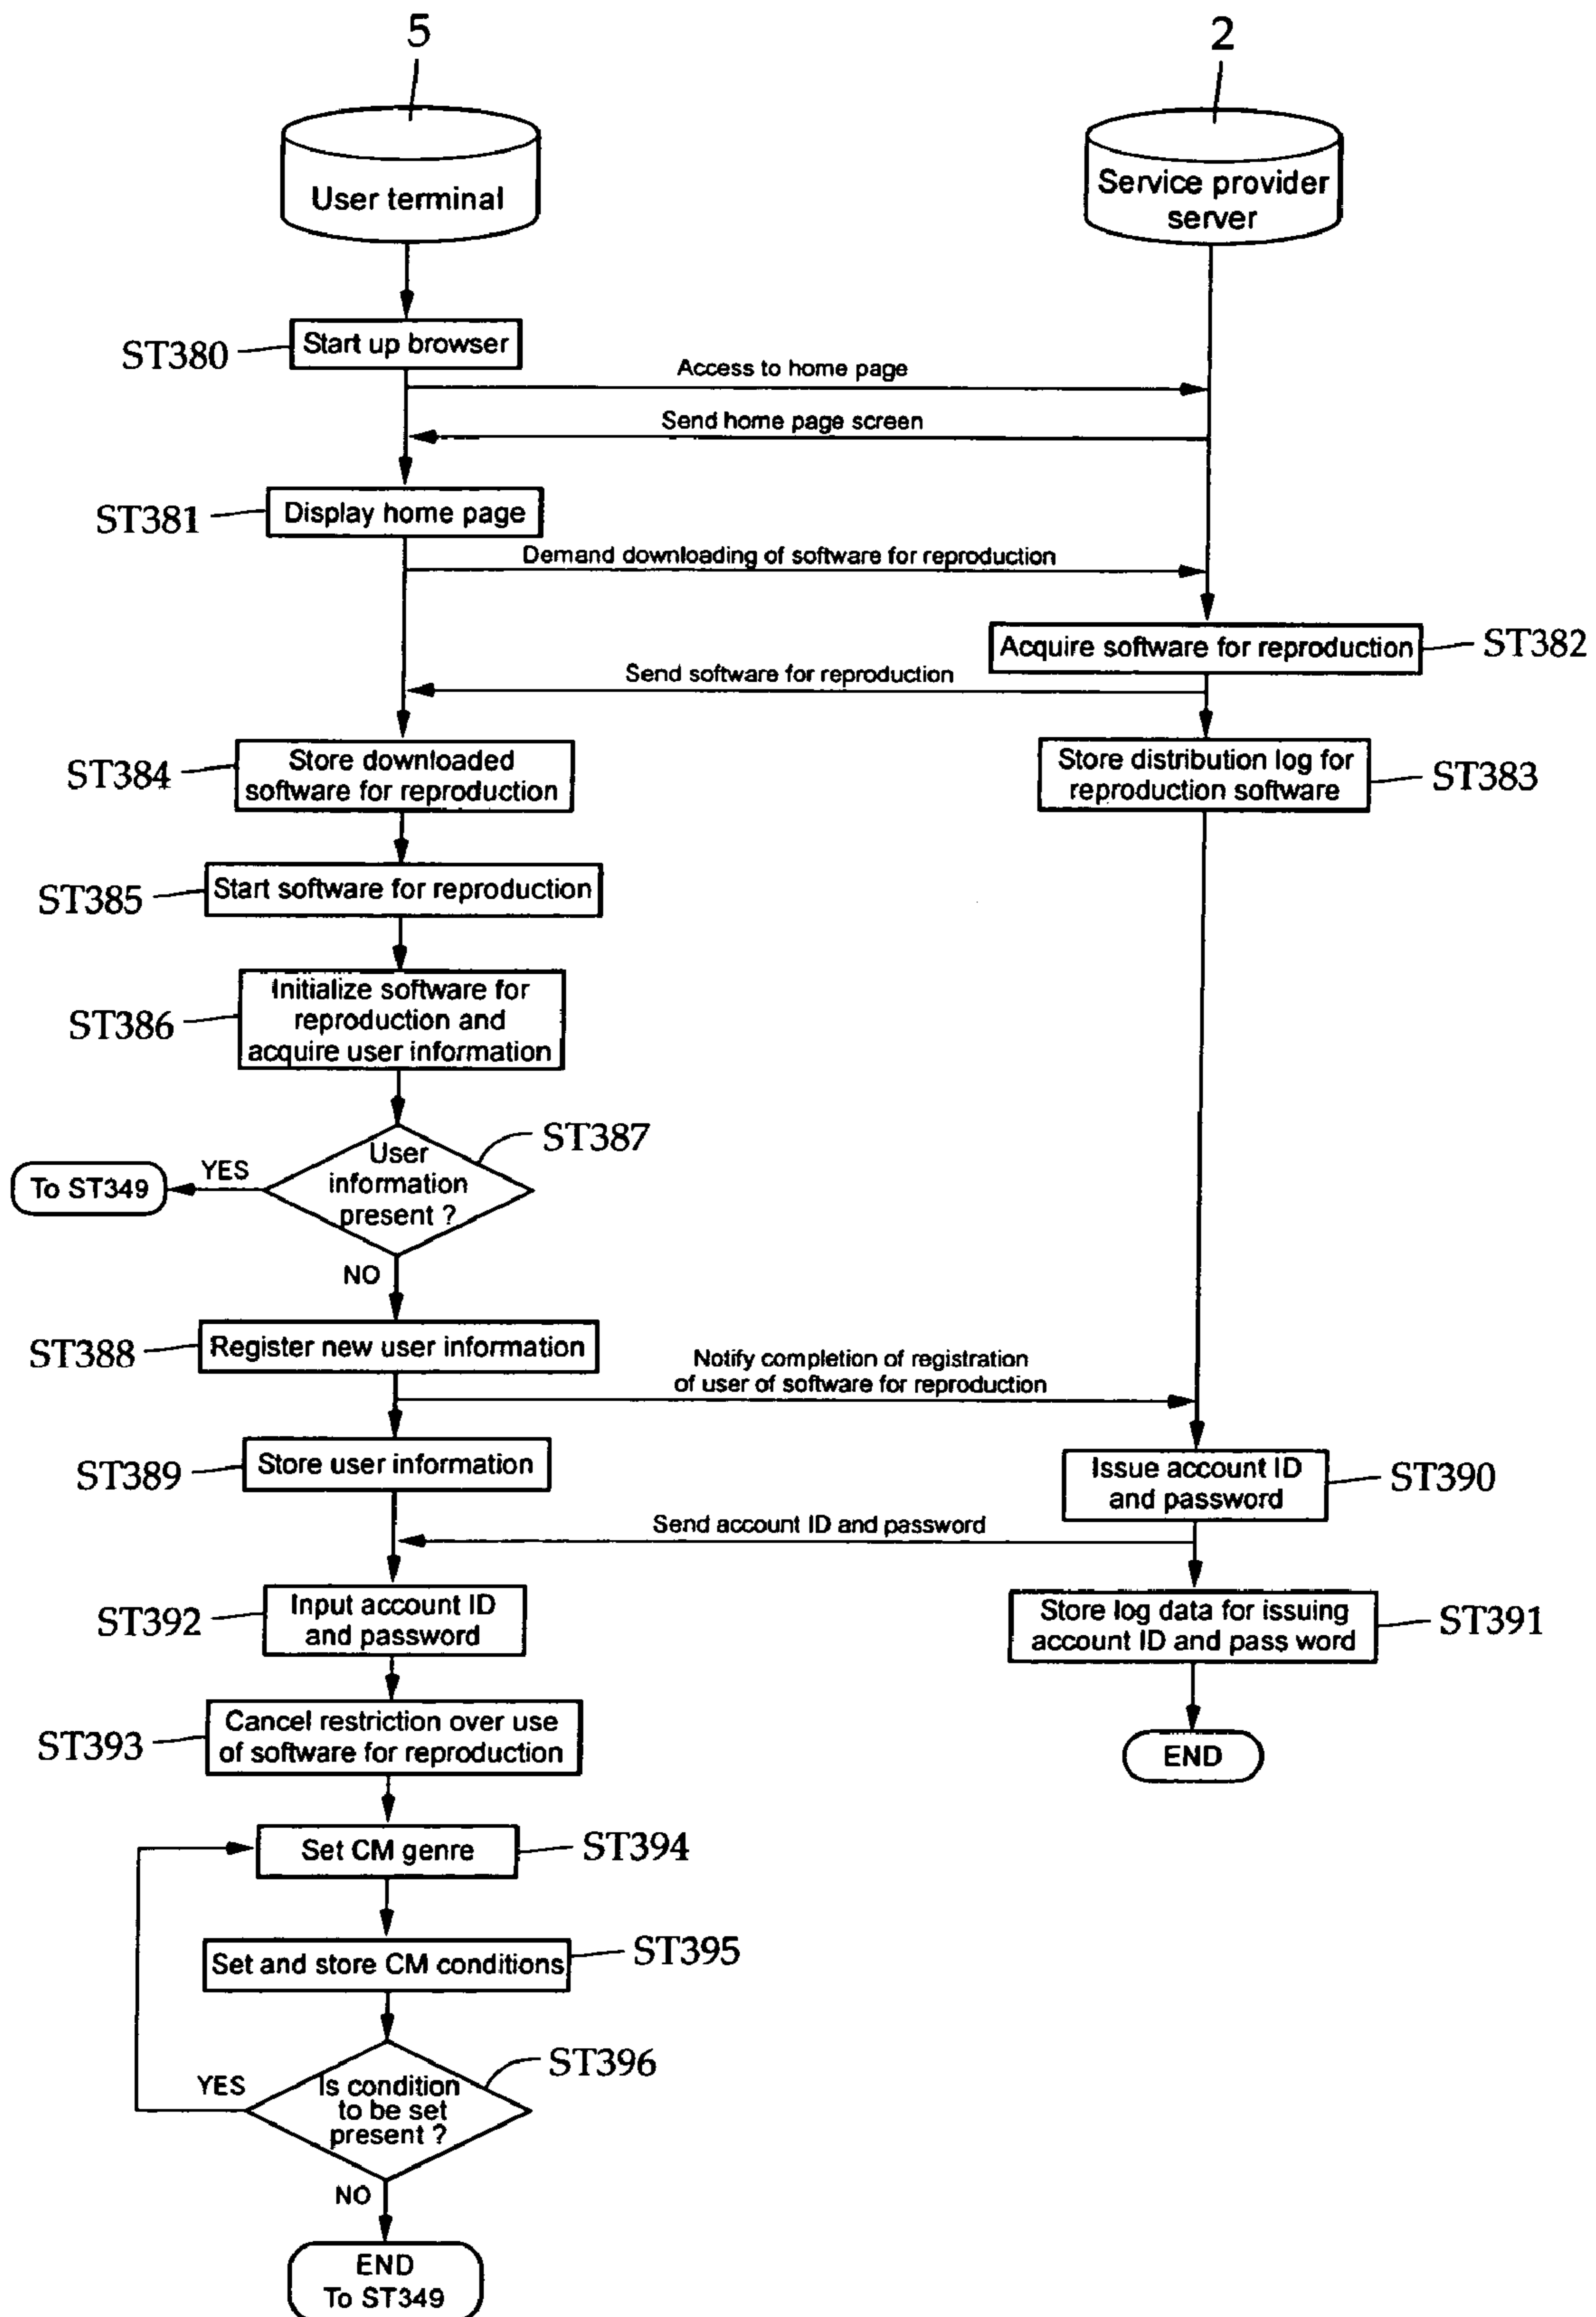 5
2
User terminal
Service provider
server
ST380
Start up browser
Access to home page
Send home page screen
ST381
Display home page
Demand downloading of software for reproduction
Acquire software for reproduction
ST382
Send software for reproduction
ST384
Store downloaded
software for reproduction
Store distribution log for
reproduction software
ST383
ST385
Start software for reproduction
ST386
Initialize software for
reproduction and
acquire user information
ST387
User
information
present ?
YES
To ST349
NO
ST388
Register new user information
Notify completion of registration
of user of software for reproduction
ST389
Store user information
Issue account ID
and password
ST390
Send account ID and password
ST392
Input account ID
and password
Store log data for issuing
account ID and pass word
ST391
ST393
Cancel restriction over use
of software for reproduction
END
Set CM genre
ST394
Set and store CM conditions
ST395
ST396
YES
Is condition
to be set
present ?
NO
END
To ST349